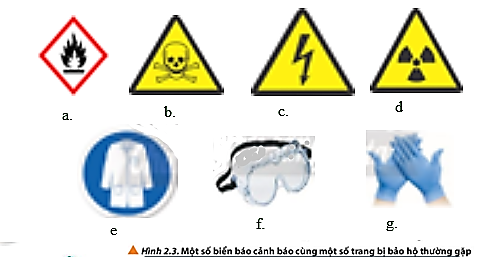 a.
b.
c.
d
e
f.
g.
Hình 2.3. Một số biển báo cảnh báo cùng một số trang bị bảo hộ thường gặp